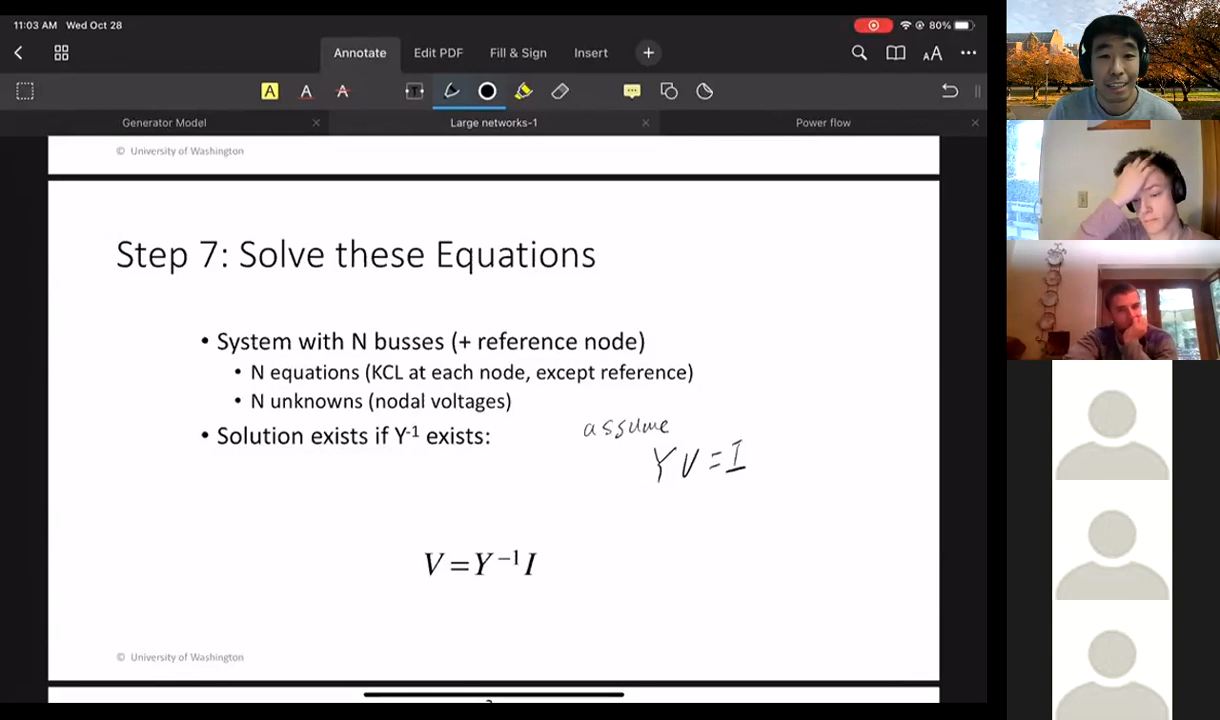 11:03 AM Wed Oct 28
80%
Annotate Edit PDF Fill & Sign Insert
Generator Model Large networks-1 Power flow
© University of Washington
Step 7: Solve these Equations
• System with N busses (+ reference node)
• N equations (KCL at each node, except reference)
• N unknowns (nodal voltages)
• Solution exists if Y⁻¹ exists:
assume
YV = I
V = Y⁻¹I
© University of Washington